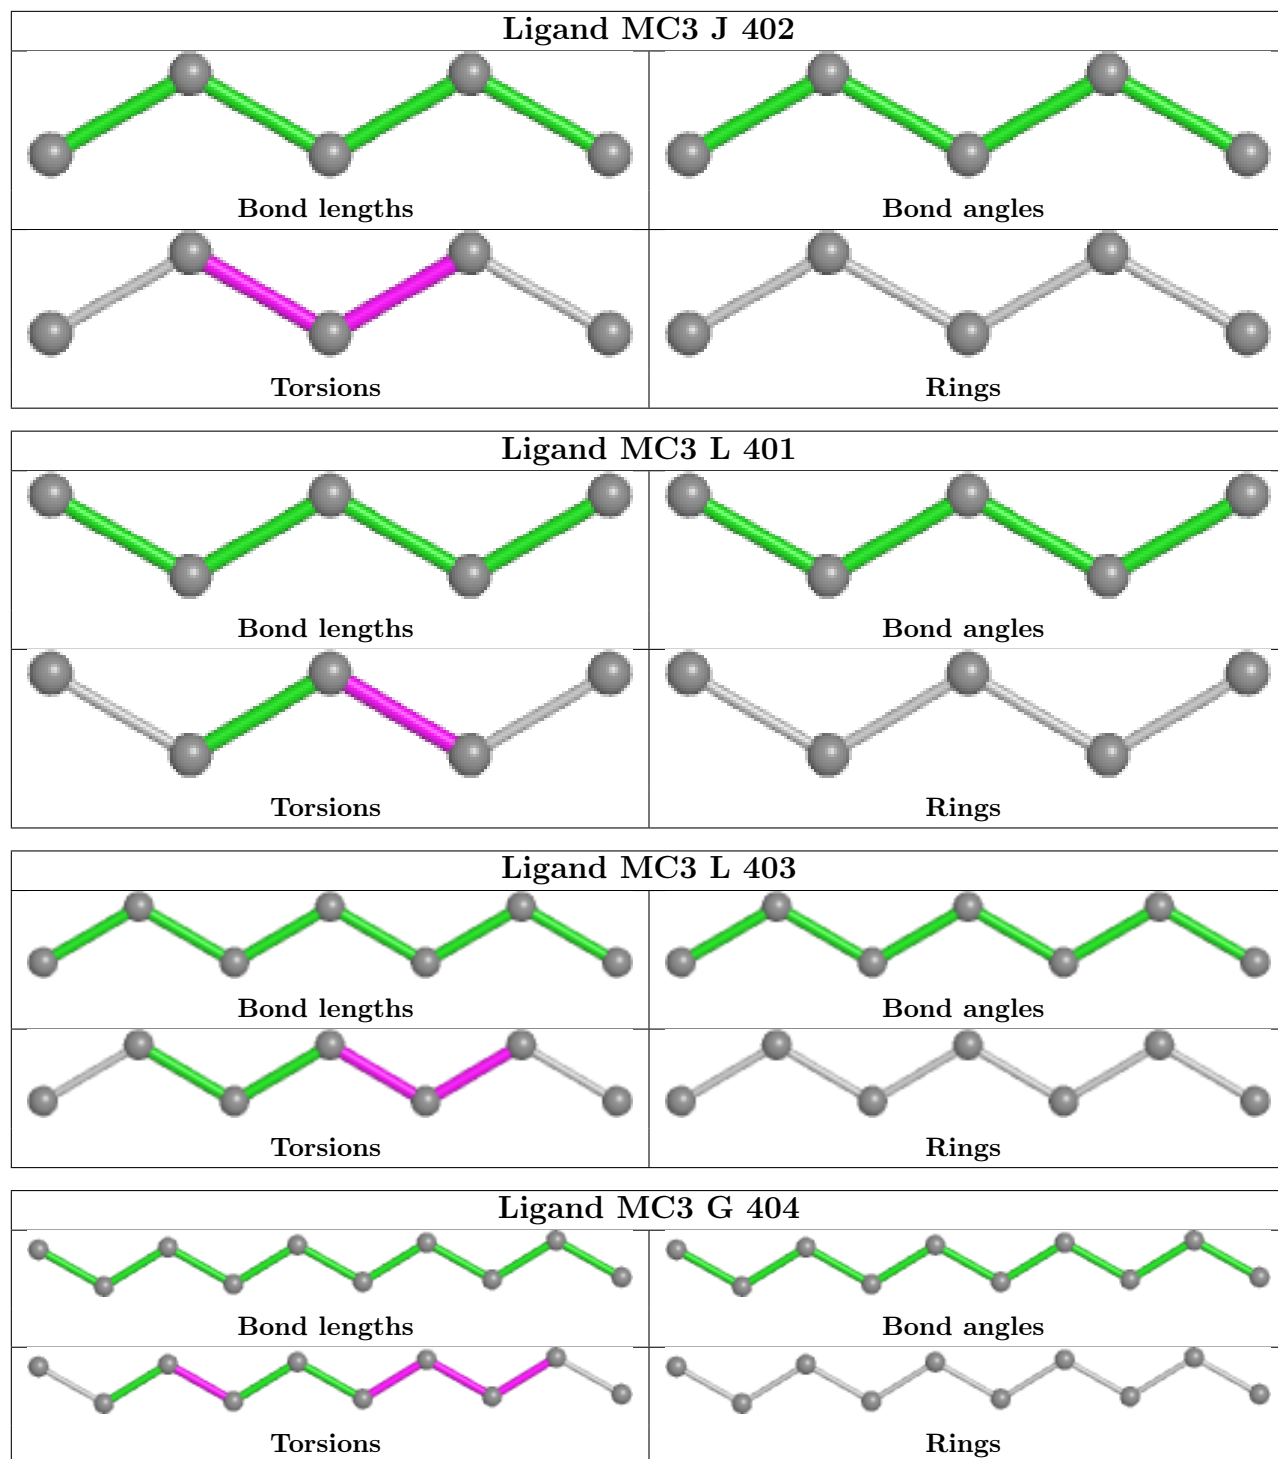 Ligand MC3 J 402
Bond lengths
Bond angles
Torsions
Rings
Ligand MC3 L 401
Bond lengths
Bond angles
Torsions
Rings
Ligand MC3 L 403
Bond lengths
Bond angles
Torsions
Rings
Ligand MC3 G 404
Bond lengths
Bond angles
Torsions
Rings